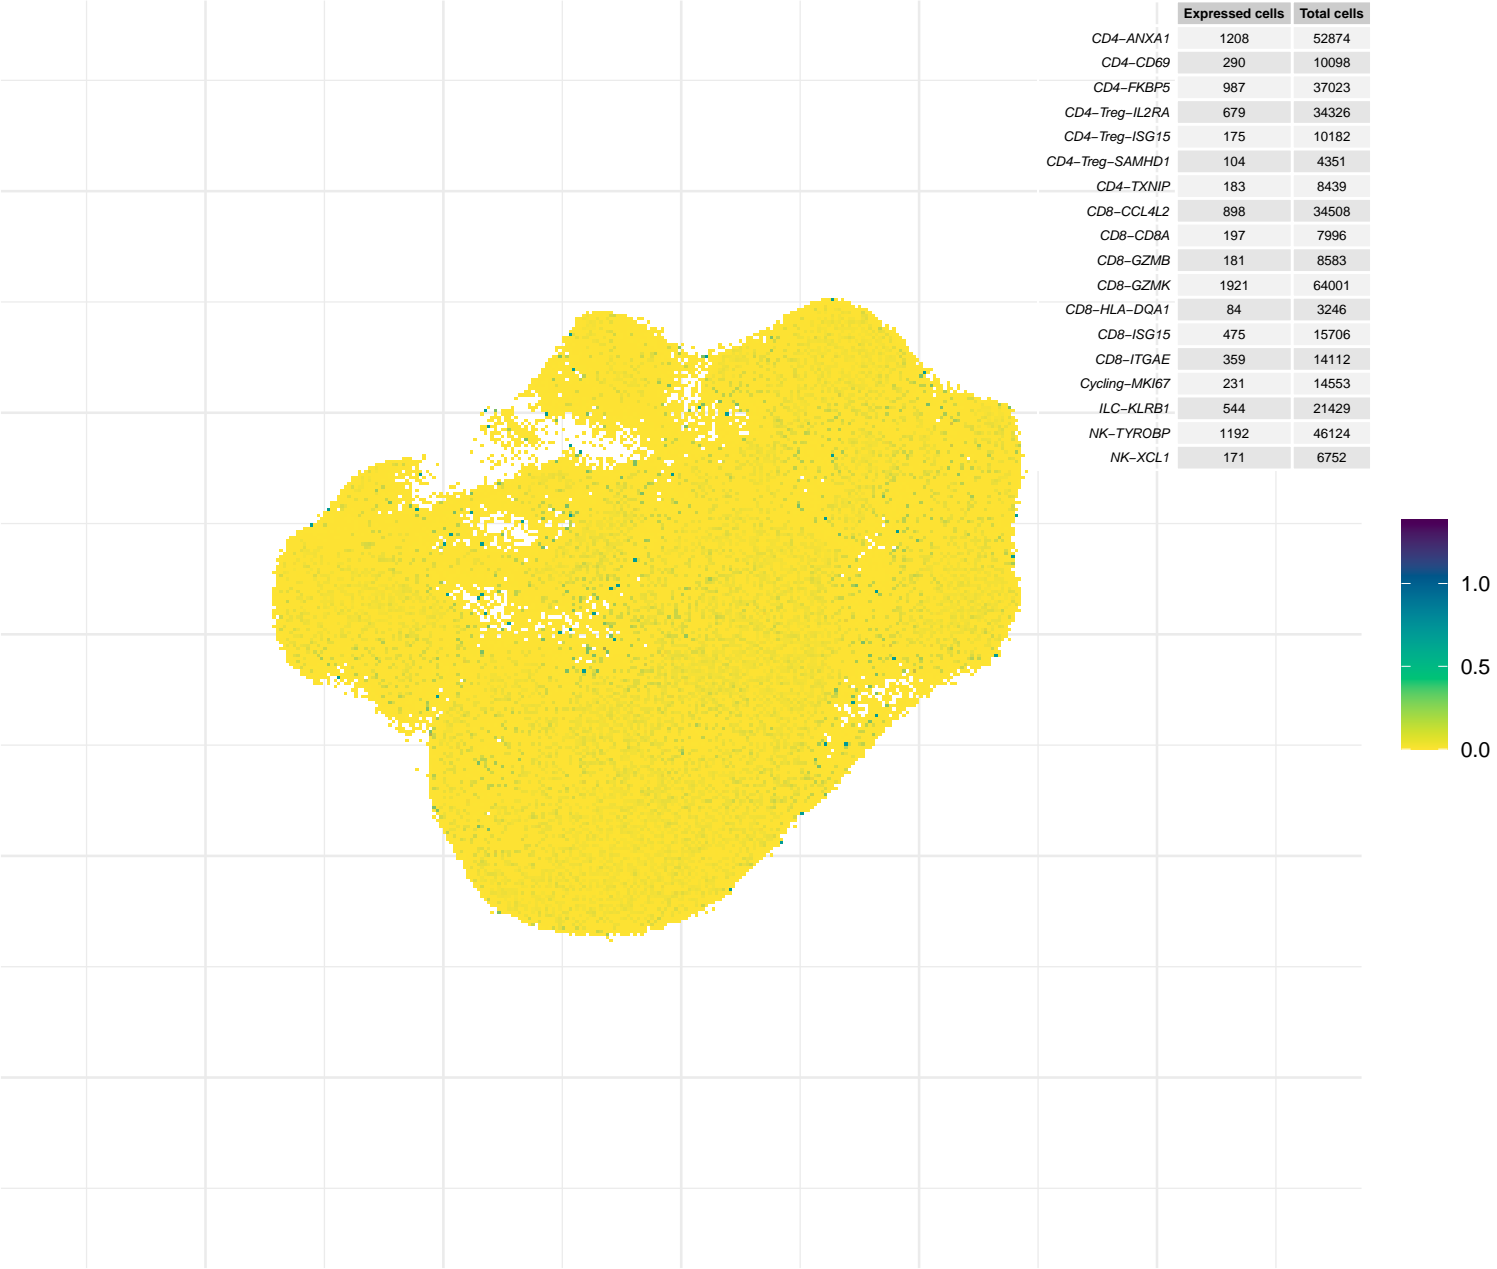 Expressed cells Total cells
CD4−ANXA1 1208 52874
CD4−CD69 290 10098
CD4−FKBP5 987 37023
CD4−Treg−IL2RA 679 34326
CD4−Treg−ISG15 175 10182
CD4−Treg−SAMHD1 104 4351
CD4−TXNIP 183 8439
CD8−CCL4L2 898 34508
CD8−CD8A 197 7996
CD8−GZMB 181 8583
CD8−GZMK 1921 64001
CD8−HLA−DQA1 84 3246
CD8−ISG15 475 15706
CD8−ITGAE 359 14112
Cycling−MKI67 231 14553
ILC−KLRB1 544 21429
NK−TYROBP 1192 46124
NK−XCL1 171 6752
1.0
0.5
0.0